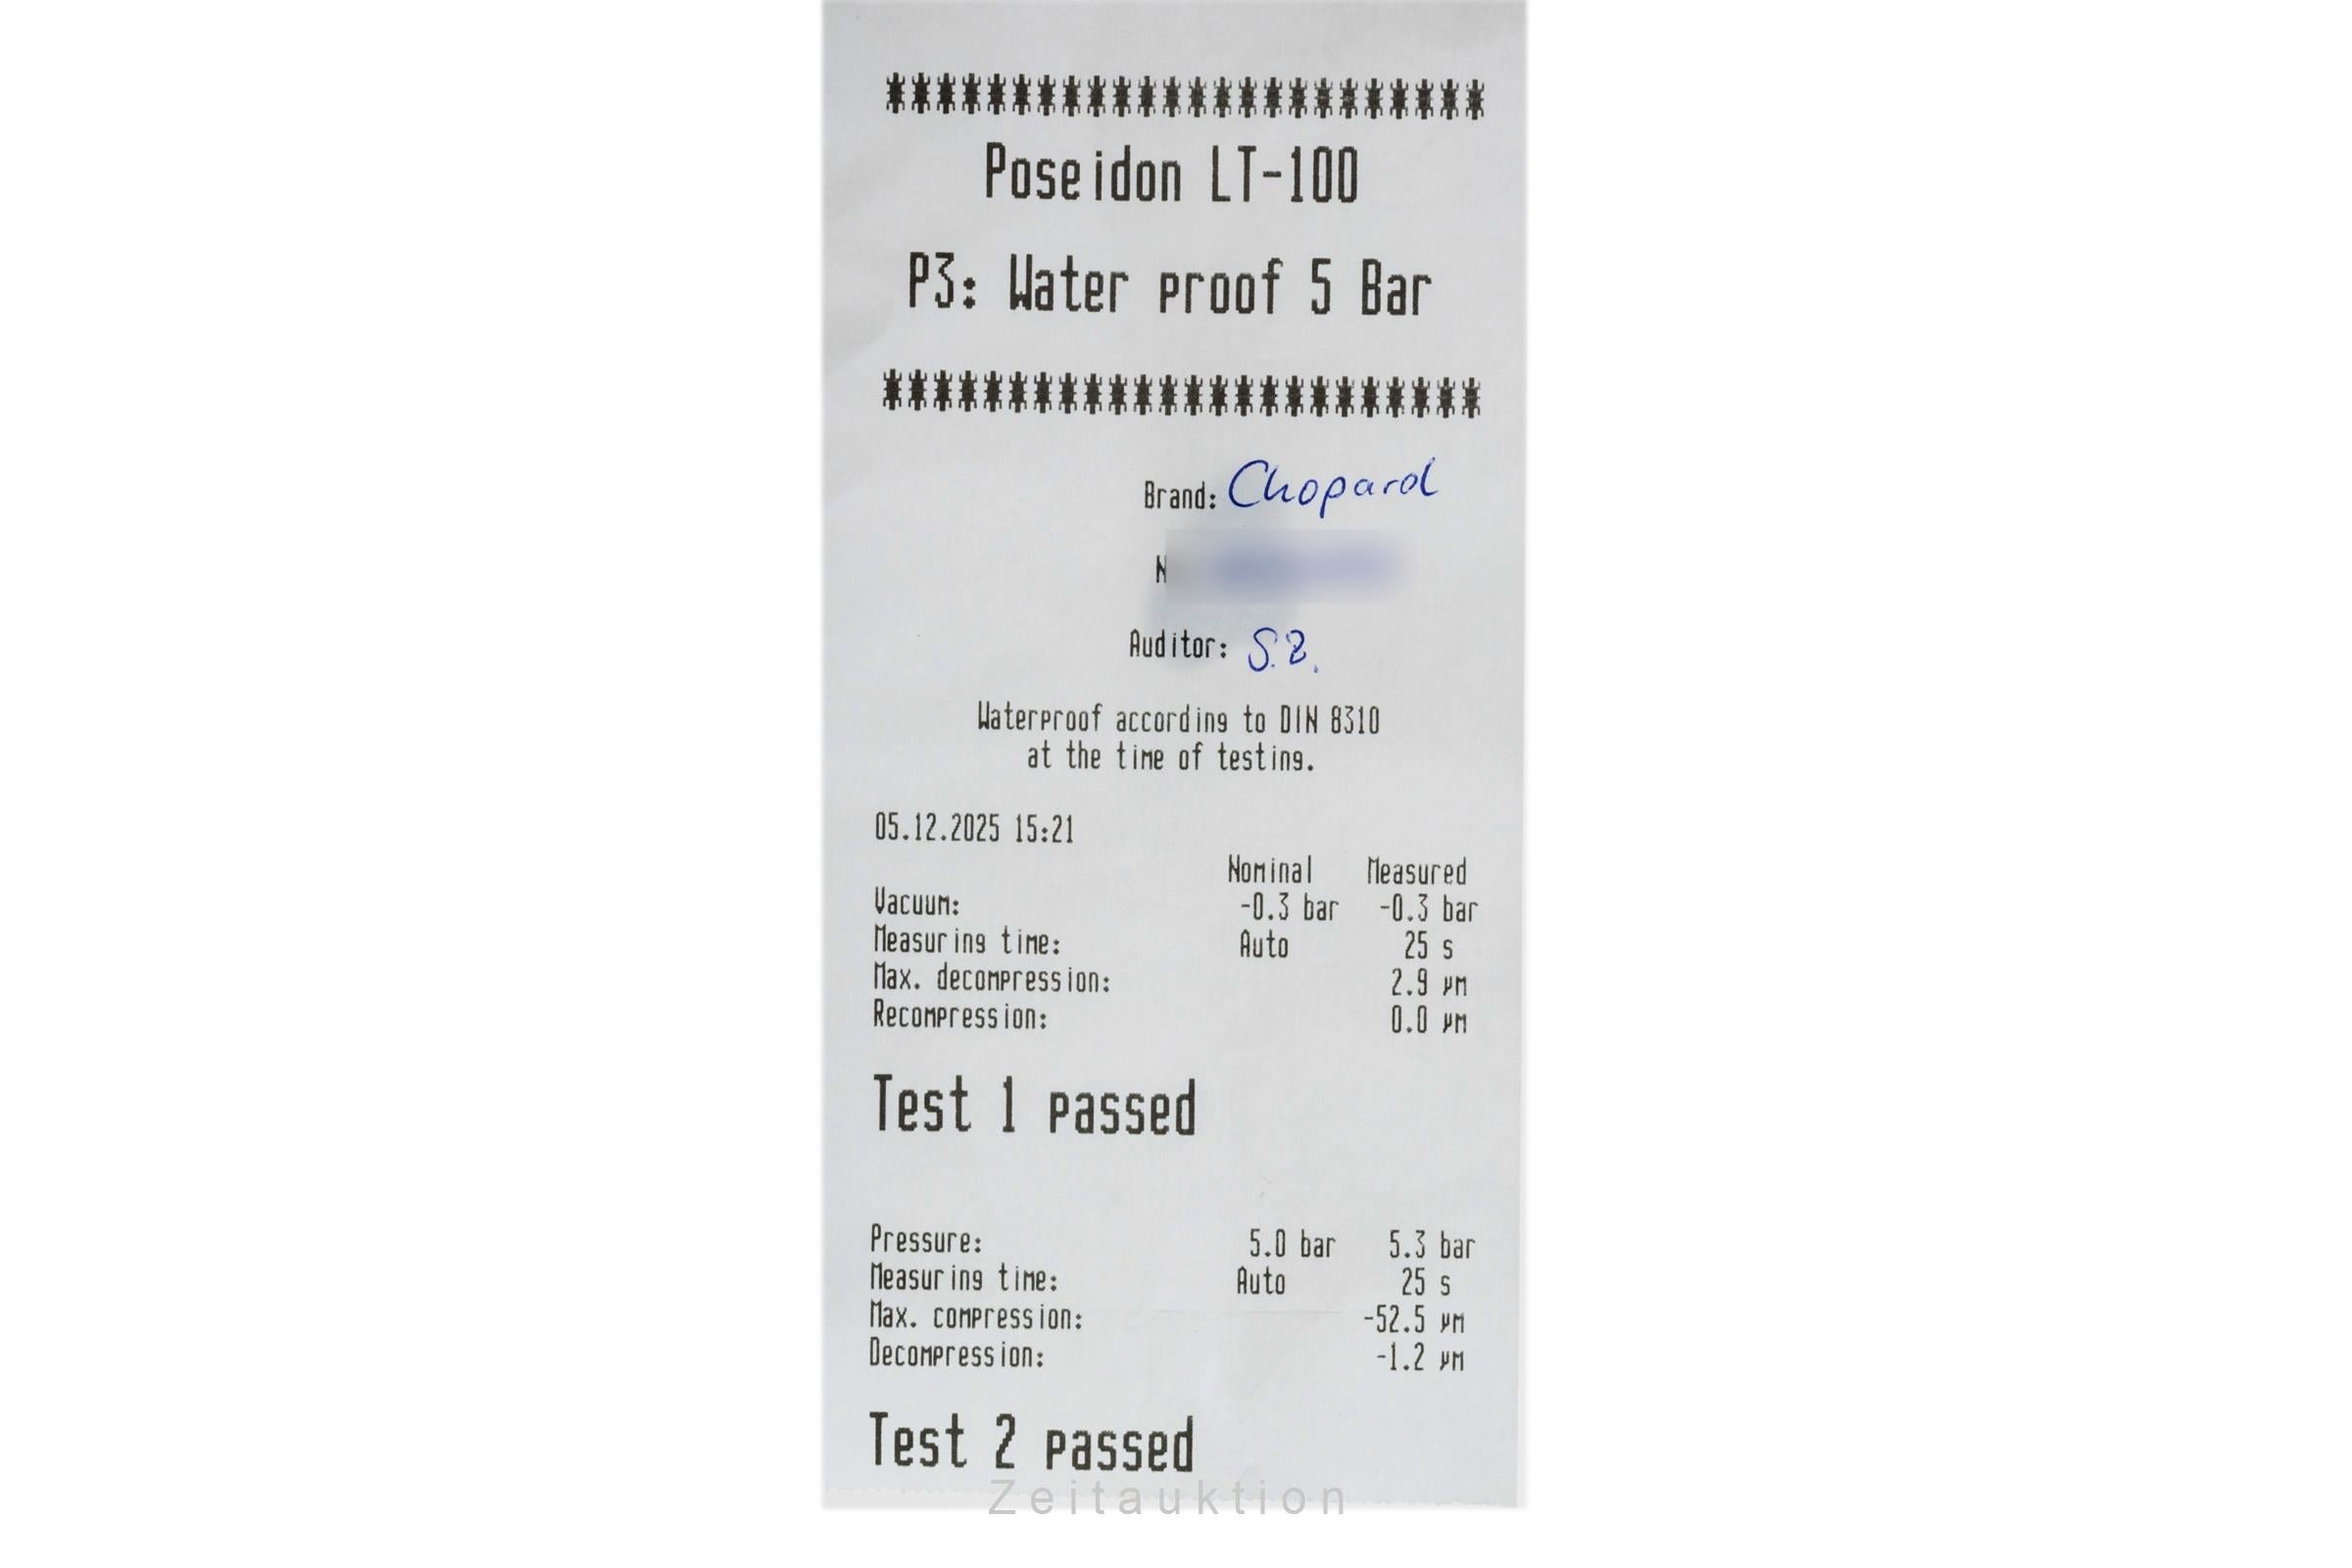 ************************
Poseidon LT-100
P3: Water proof 5 Bar
************************
Brand: Chopard
N
Auditor: S.Z.
Waterproof according to DIN 8310
at the time of testing.
05.12.2025 15:21
Nominal Measured
Vacuum: -0.3 bar -0.3 bar
Measuring time: Auto 25 s
Max. decompression: 2.9 µm
Recompression: 0.0 µm
Test 1 passed
Pressure: 5.0 bar 5.3 bar
Measuring time: Auto 25 s
Max. compression: -52.5 µm
Decompression: -1.2 µm
Test 2 passed
Zeitauktion